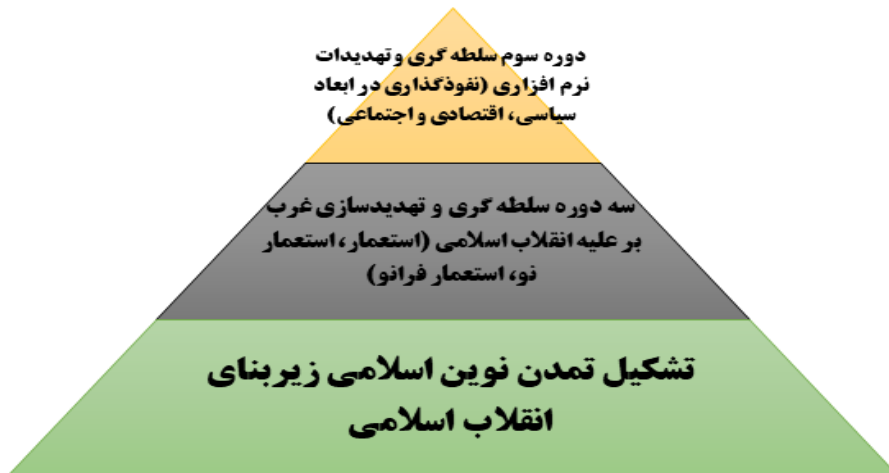 دوره سوم سلطه گری و تهدیدات
نرم افزاری (نفوذگذاری در ابعاد
سیاسی، اقتصادی و اجتماعی)
سه دوره سلطه گری و تهدیدسازی غرب
بر علیه انقلاب اسلامی (استعمار، استعمار
نو، استعمار فرانو)
تشکیل تمدن نوین اسلامی زیربنای
انقلاب اسلامی